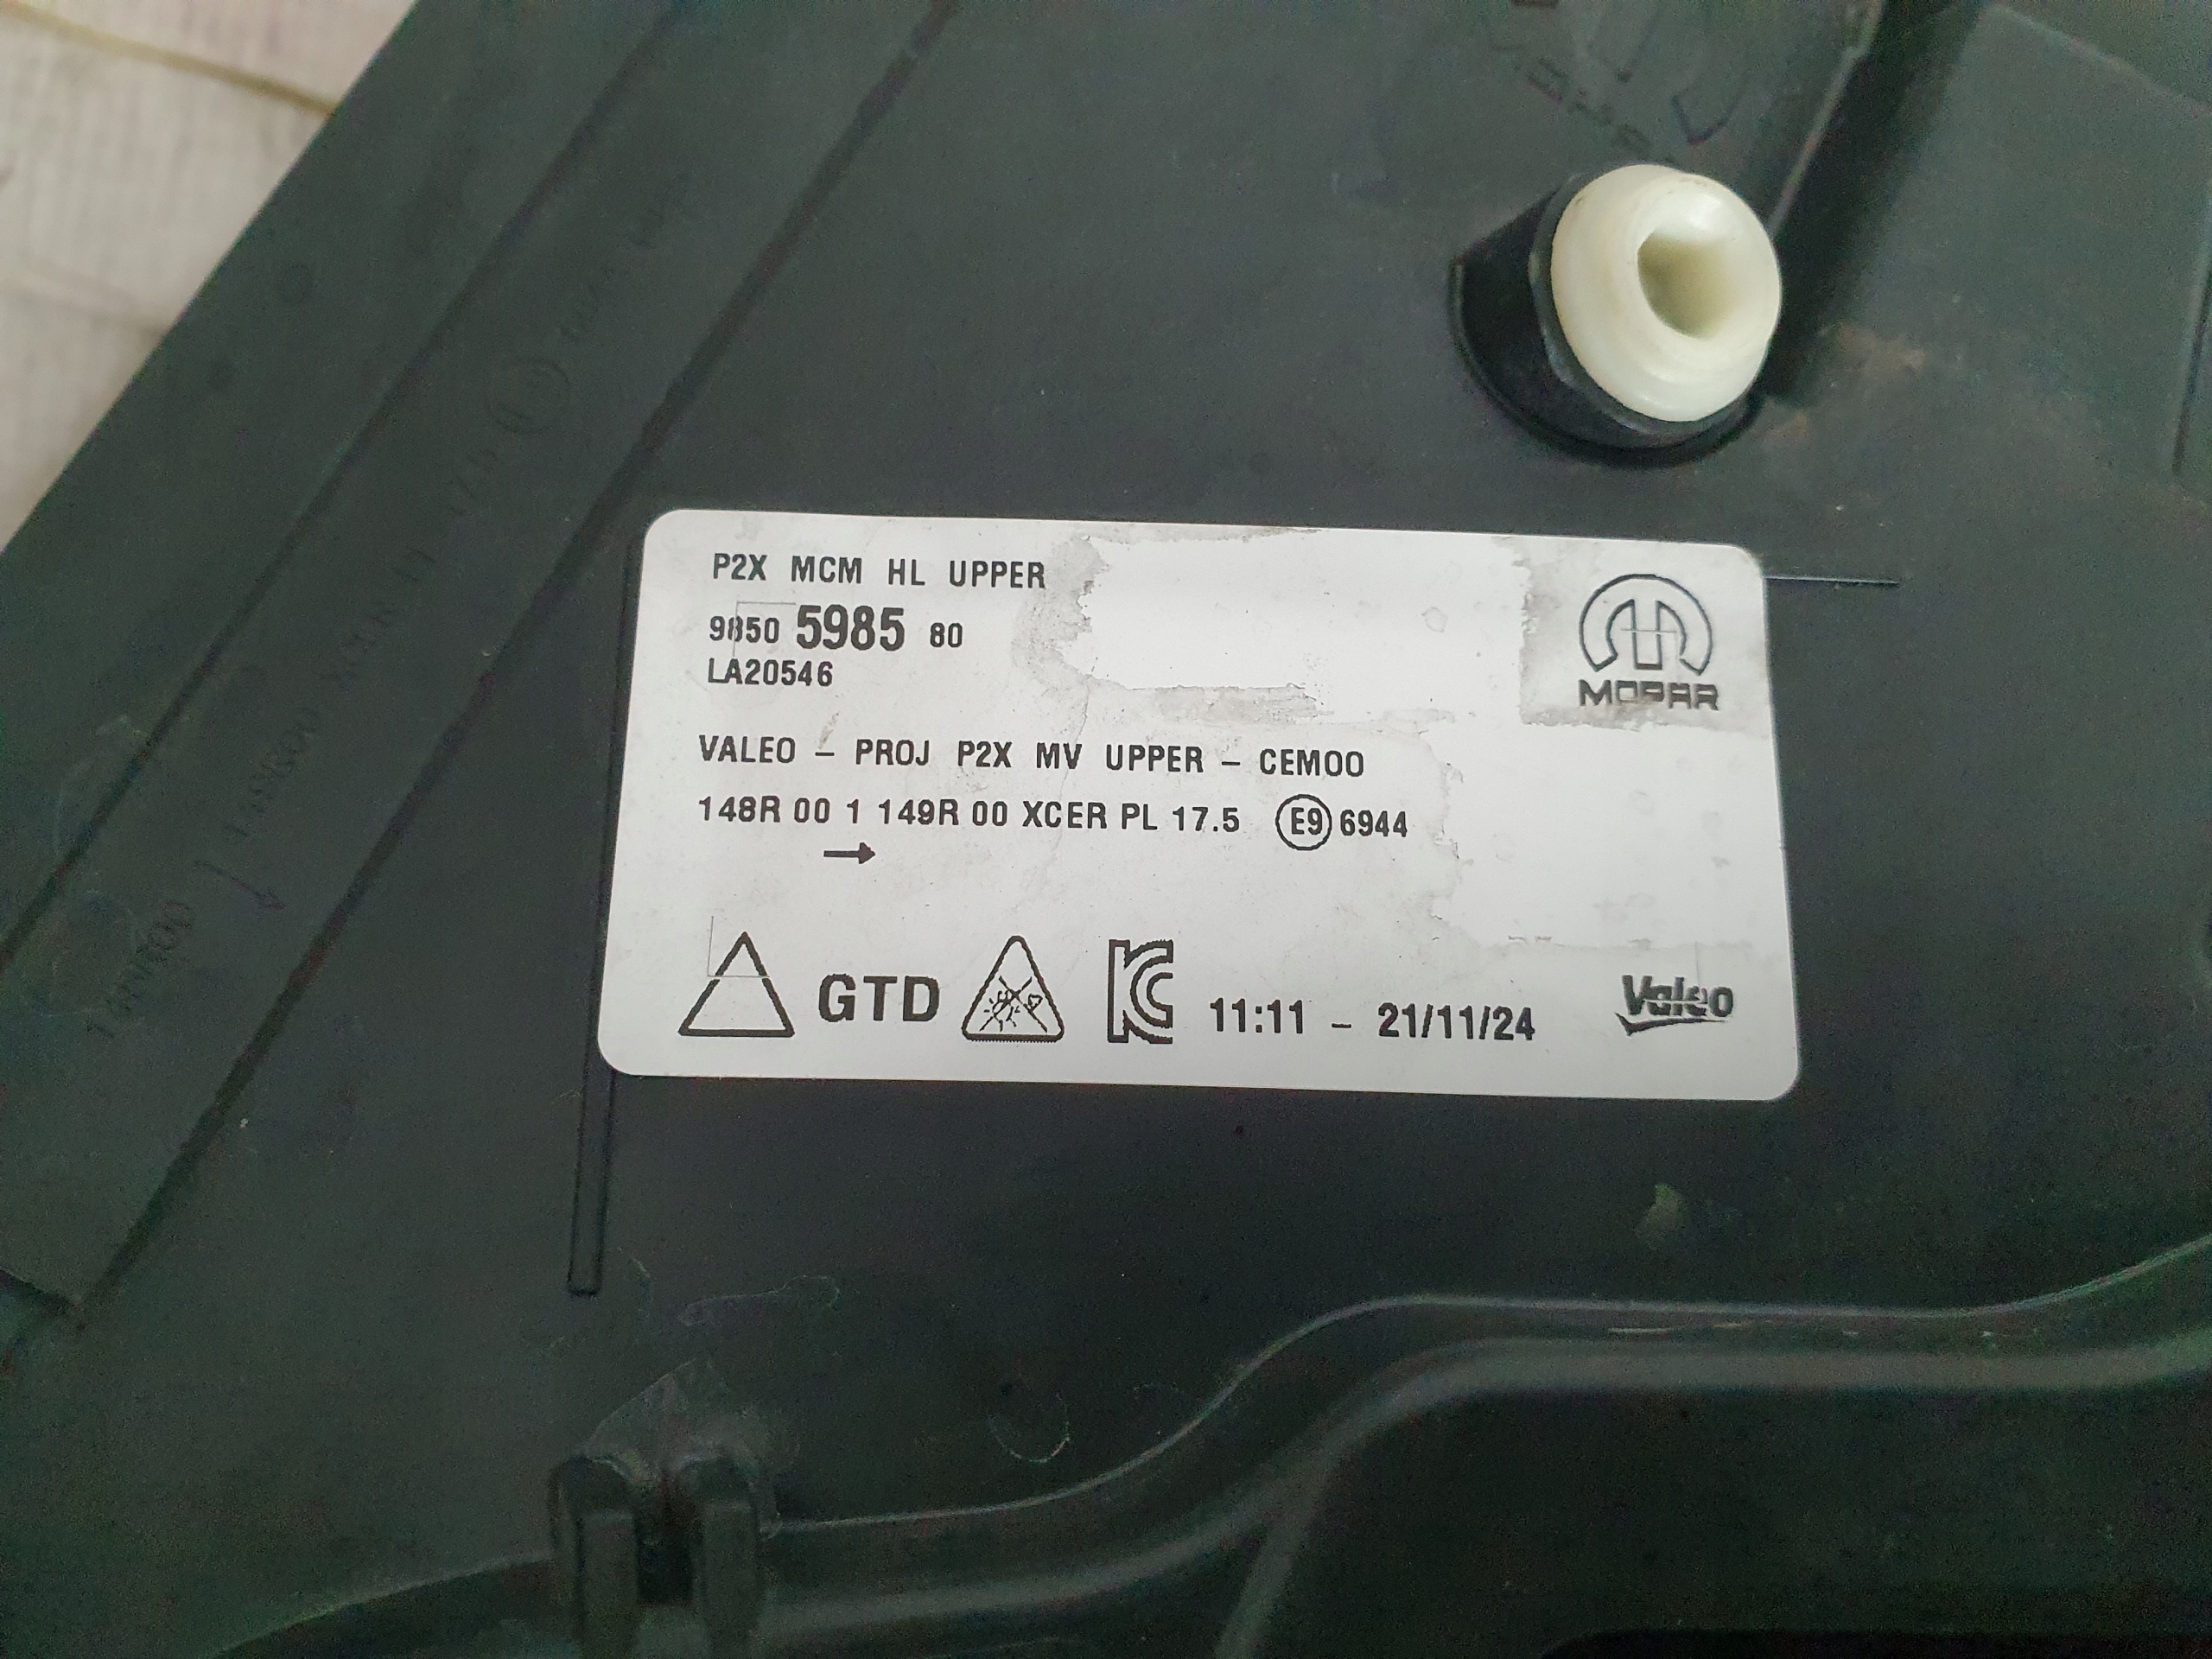 P2X MCM HL UPPER
9850 5985 80
LA20546
MOPAR
VALEO – PROJ P2X MV UPPER – CEM00
148R 00 1 149R 00 XCER PL 17.5 E9 6944
→
GTD
11:11 – 21/11/24
Valeo